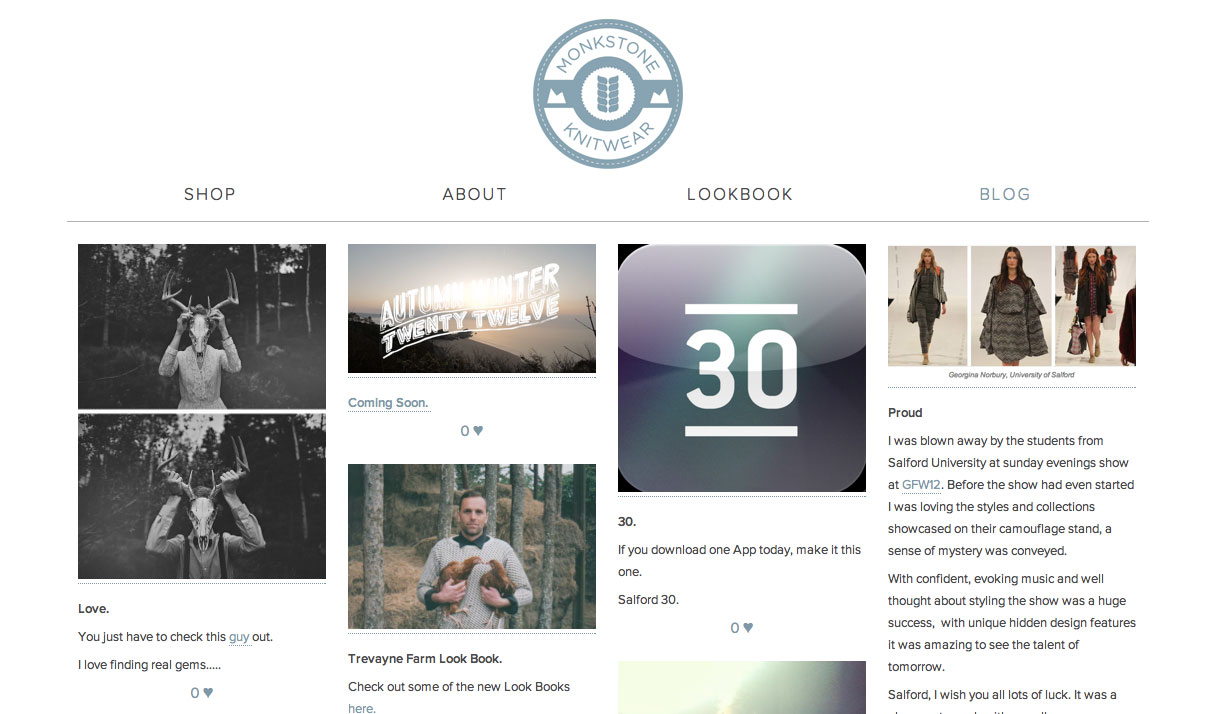 MONKSTONE
KNITWEAR
SHOP
ABOUT
LOOKBOOK
BLOG
Love.
You just have to check this guy out.
I love finding real gems.....
0 ♥
AUTUMN WINTER
TWENTY TWELVE
Coming Soon.
0 ♥
Trevayne Farm Look Book.
Check out some of the new Look Books
here.
30
30.
If you download one App today, make it this
one.
Salford 30.
0 ♥
Georgina Norbury, University of Salford
Proud
I was blown away by the students from
Salford University at sunday evenings show
at GFW12. Before the show had even started
I was loving the styles and collections
showcased on their camouflage stand, a
sense of mystery was conveyed.
With confident, evoking music and well
thought about styling the show was a huge
success,  with unique hidden design features
it was amazing to see the talent of
tomorrow.
Salford, I wish you all lots of luck. It was a